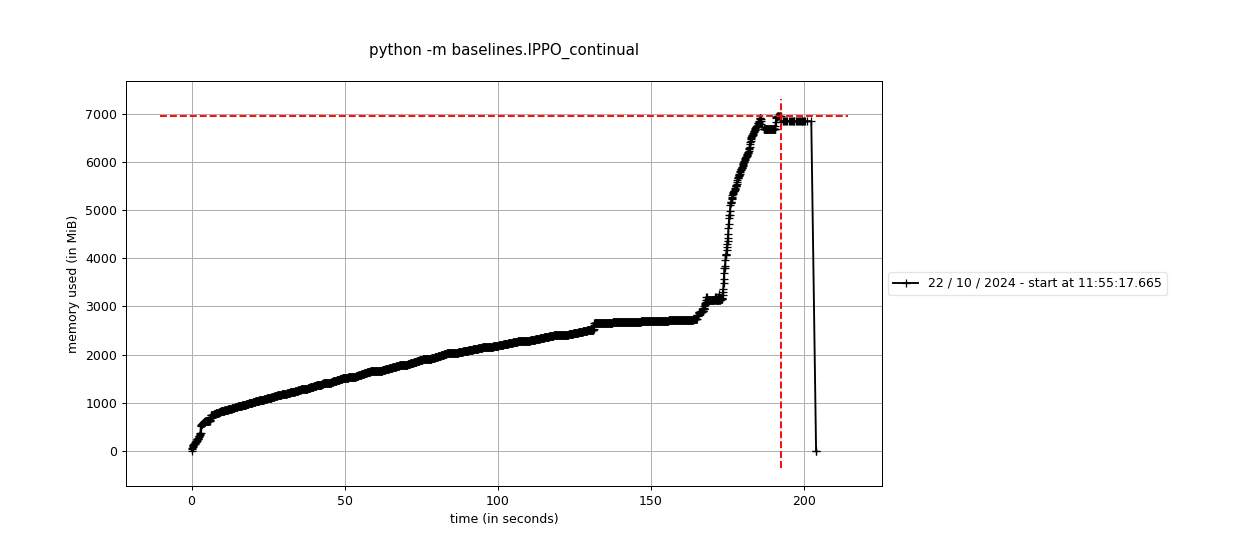 python -m baselines.IPPO_continual
7000
6000
5000
4000
3000
2000
1000
0
memory used (in MiB)
22 / 10 / 2024 - start at 11:55:17.665
0 50 100 150 200
time (in seconds)